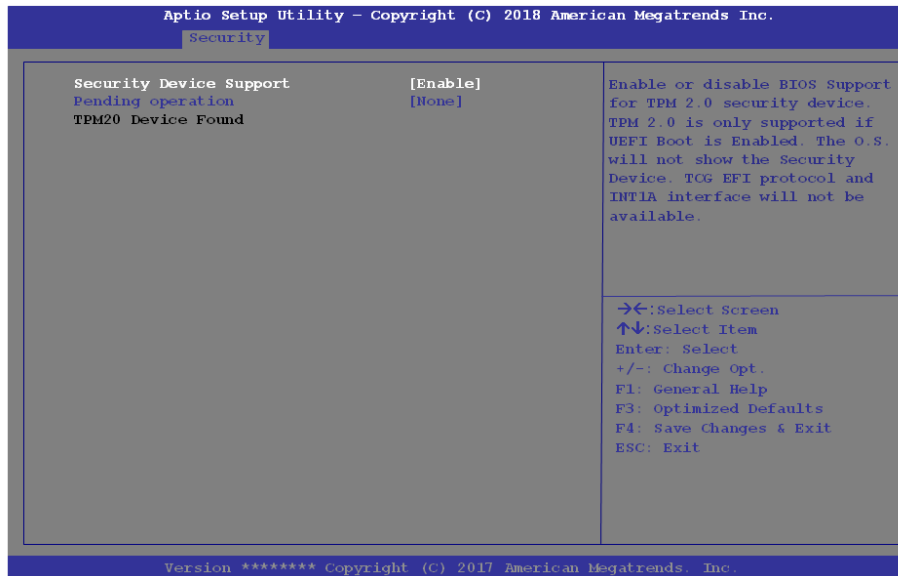 Aptio Setup Utility – Copyright (C) 2018 American Megatrends Inc.
Security
Security Device Support [Enable]
Pending operation [None]
TPM20 Device Found
Enable or disable BIOS Support
for TPM 2.0 security device.
TPM 2.0 is only supported if
UEFI Boot is Enabled. The O.S.
will not show the Security
Device. TCG EFI protocol and
INT1A interface will not be
available.
→←:Select Screen
↑↓:Select Item
Enter: Select
+/-: Change Opt.
F1: General Help
F3: Optimized Defaults
F4: Save Changes & Exit
ESC: Exit
Version ******** Copyright (C) 2017 American Megatrends. Inc.